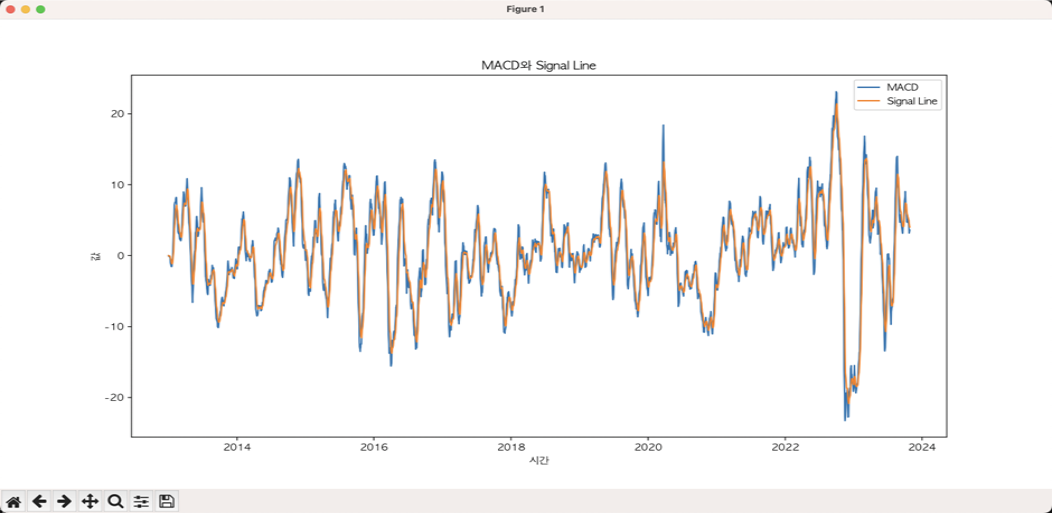 Figure 1
MACD와 Signal Line
MACD
Signal Line
20
10
0
-10
-20
값
2014
2016
2018
2020
2022
2024
시간